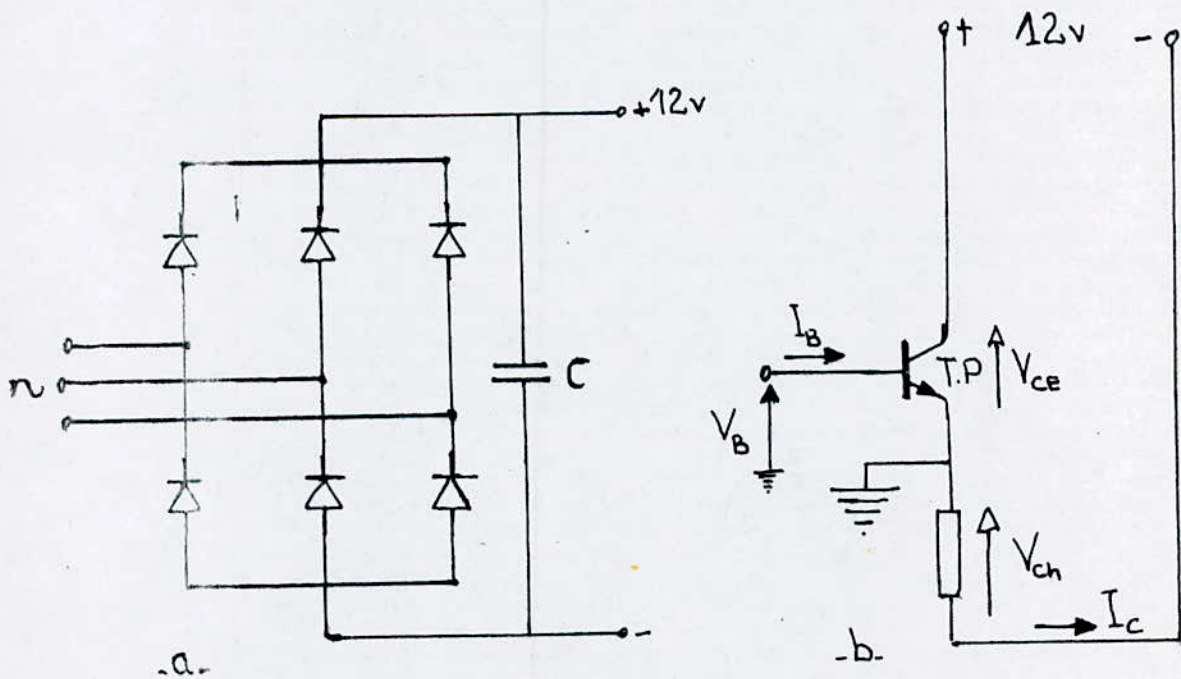 +12v
C
~
-a-
+ 12v -
I_B
T.P
V_ce
V_B
V_ch
I_c
-b-